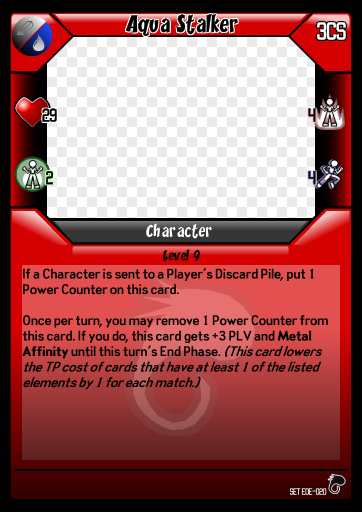 Aqua Stalker
3CS
2
29
4
2
4
Character
Level 9
If a Character is sent to a Player's Discard Pile, put 1
Power Counter on this card.
Once per turn, you may remove 1 Power Counter from
this card. If you do, this card gets +3 PLV and Metal
Affinity until this turn's End Phase. (This card lowers
the TP cost of cards that have at least 1 of the listed
elements by 1 for each match.)
SET EOE-020